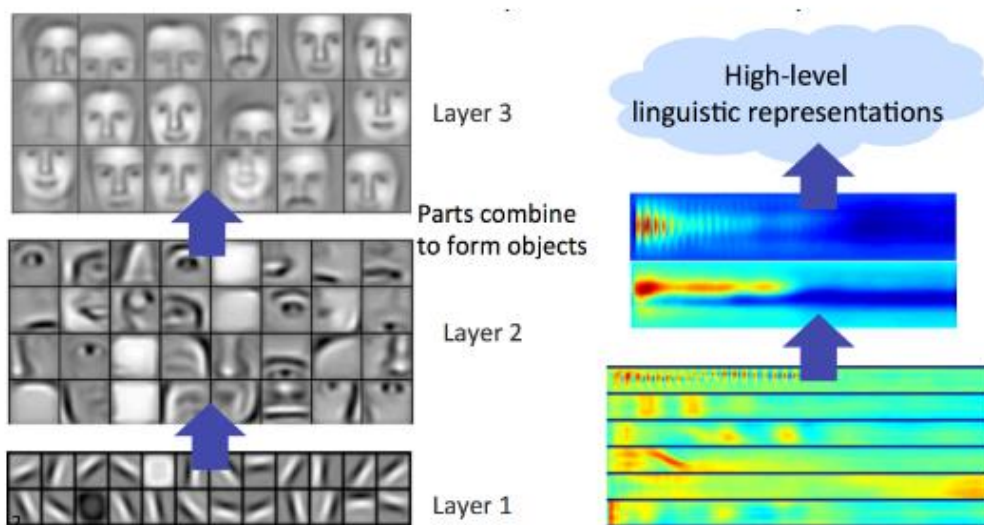 Layer 3
Parts combine
to form objects
Layer 2
Layer 1
High-level
linguistic representations